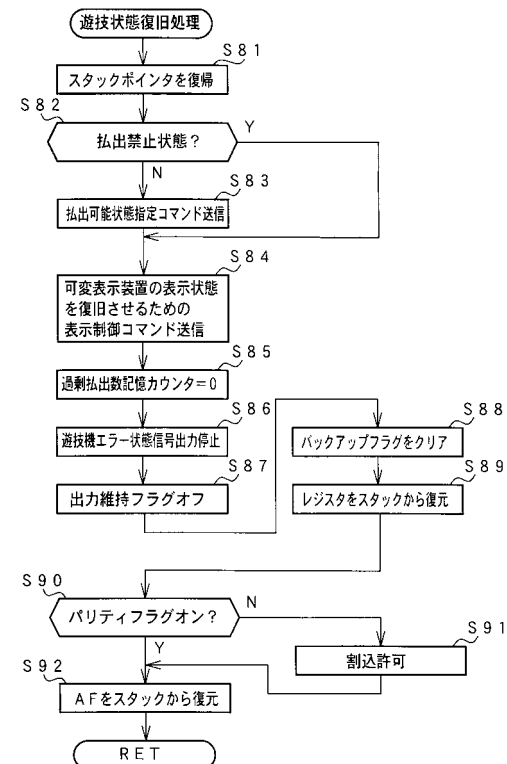 遊技状態復旧処理
S81
スタックポインタを復帰
S82
払出禁止状態?
Y
N
S83
払出可能状態指定コマンド送信
S84
可変表示装置の表示状態
を復旧させるための
表示制御コマンド送信
S85
過剰払出数記憶カウンタ=0
S86
遊技機エラー状態信号出力停止
S87
出力維持フラグオフ
S88
バックアップフラグをクリア
S89
レジスタをスタックから復元
S90
パリティフラグオン?
N
Y
S91
割込許可
S92
AFをスタックから復元
RET